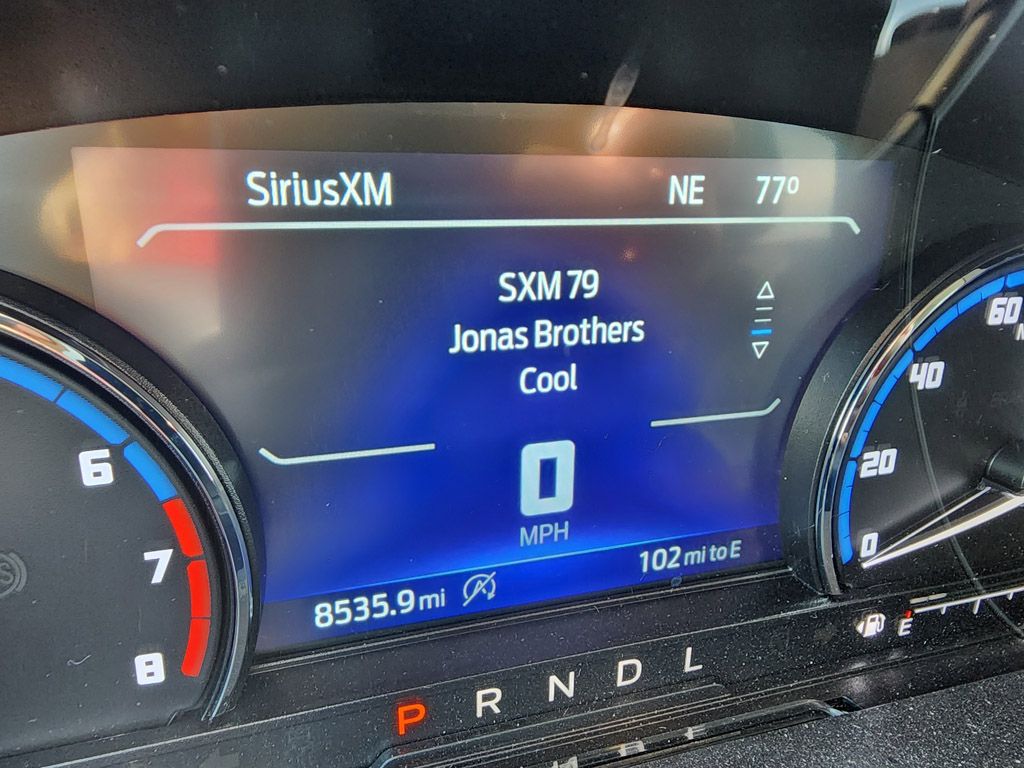 SiriusXM NE 77º
SXM 79
Jonas Brothers
Cool
0
MPH
8535.9 mi A 102 mi to E
6
7
8
60
40
20
0
E
P R N D L